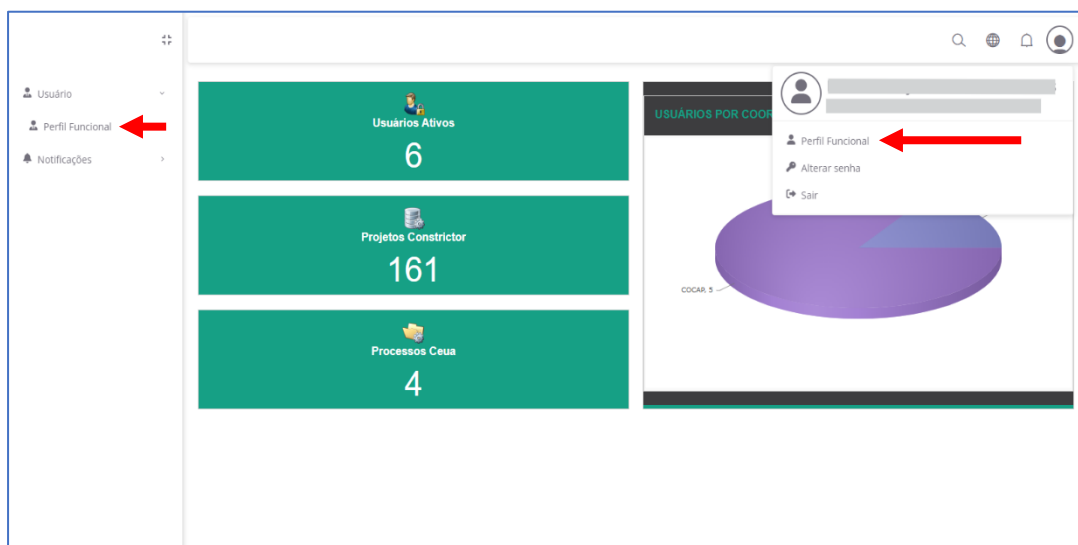 Usuário
Perfil Funcional
Notificações
Usuários Ativos
6
Projetos Constrictor
161
Processos Ceua
4
USUÁRIOS POR COOR
COCAP, 5
Perfil Funcional
Alterar senha
Sair